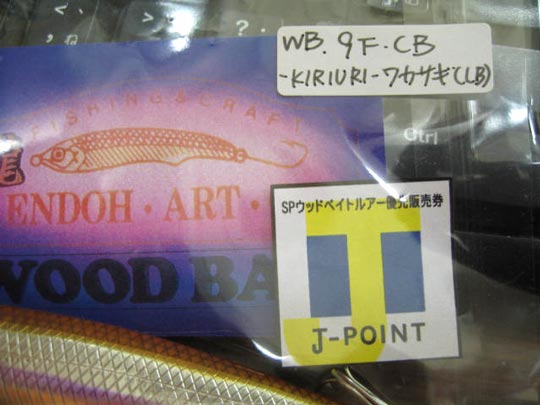 WB. 9F. CB
-KIRIURI-ワカサギ(LB)
FISHING&CRAFT
Ctrl
ENDOH・ART・
WOOD BA
SPウッドベイトルアー優先販売券
J-POINT